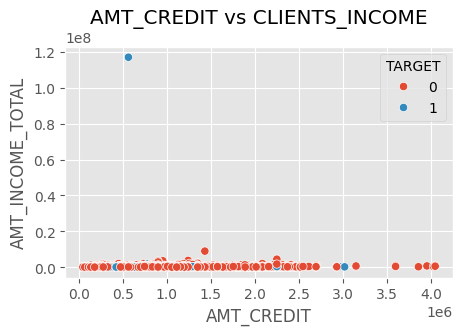 AMT_CREDIT vs CLIENTS_INCOME
1e8
1.2
1.0
0.8
0.6
0.4
0.2
0.0
AMT_INCOME_TOTAL
TARGET
0
1
0.0 0.5 1.0 1.5 2.0 2.5 3.0 3.5 4.0
1e6
AMT_CREDIT